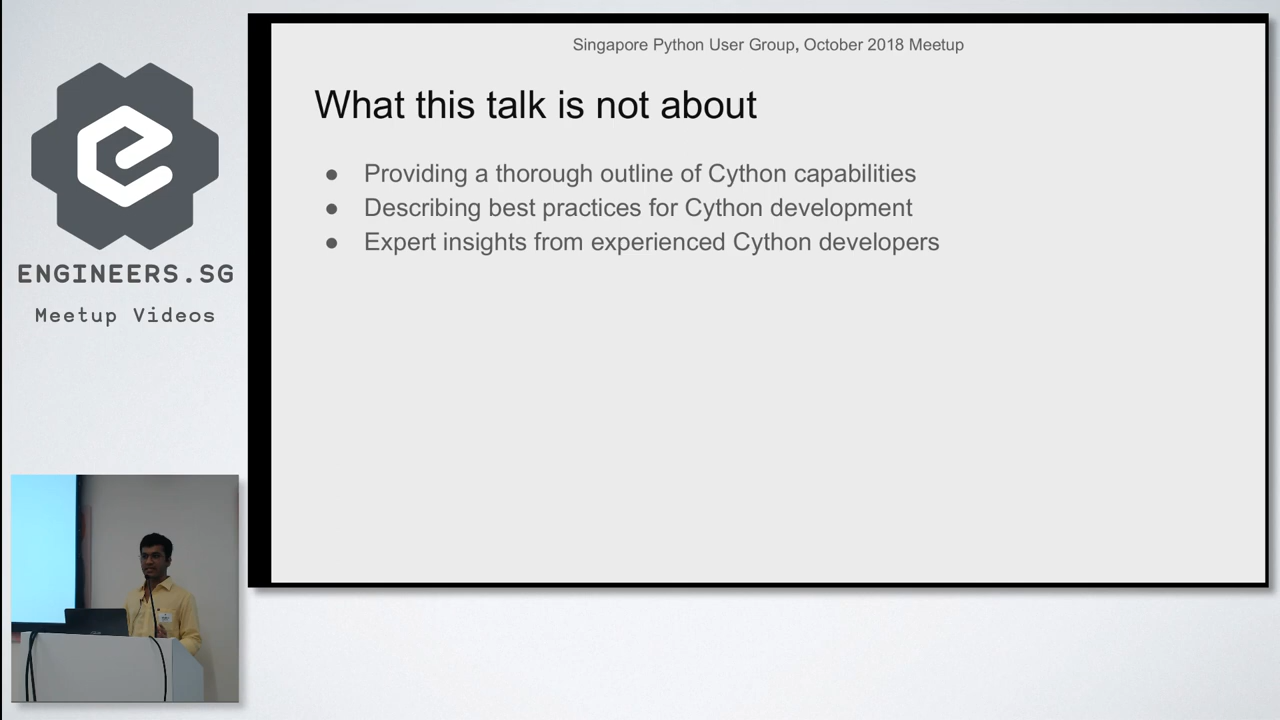 Singapore Python User Group, October 2018 Meetup
What this talk is not about
● Providing a thorough outline of Cython capabilities
● Describing best practices for Cython development
● Expert insights from experienced Cython developers
ENGINEERS.SG
Meetup Videos